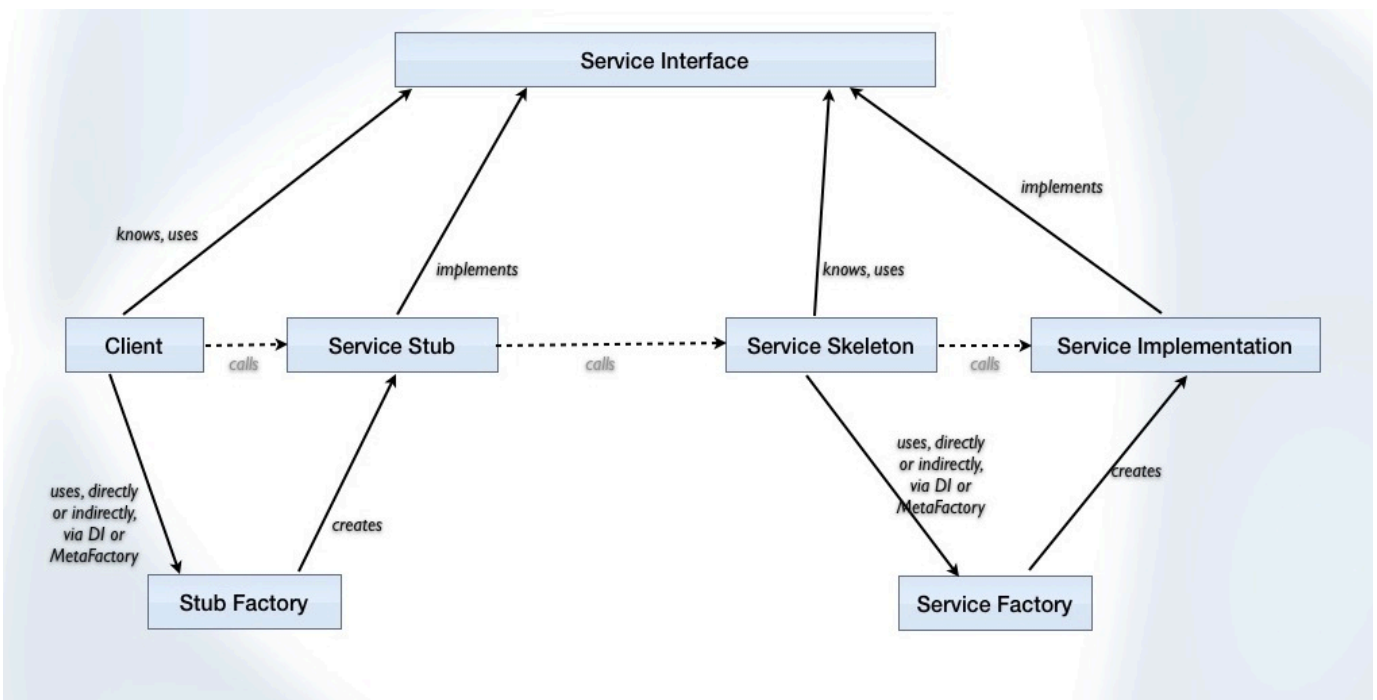 Service Interface
implements
knows, uses
implements
knows, uses
Client
Service Stub
Service Skeleton
Service Implementation
calls
calls
calls
uses, directly
or indirectly,
via DI or
MetaFactory
creates
uses, directly
or indirectly,
via DI or
MetaFactory
creates
Stub Factory
Service Factory